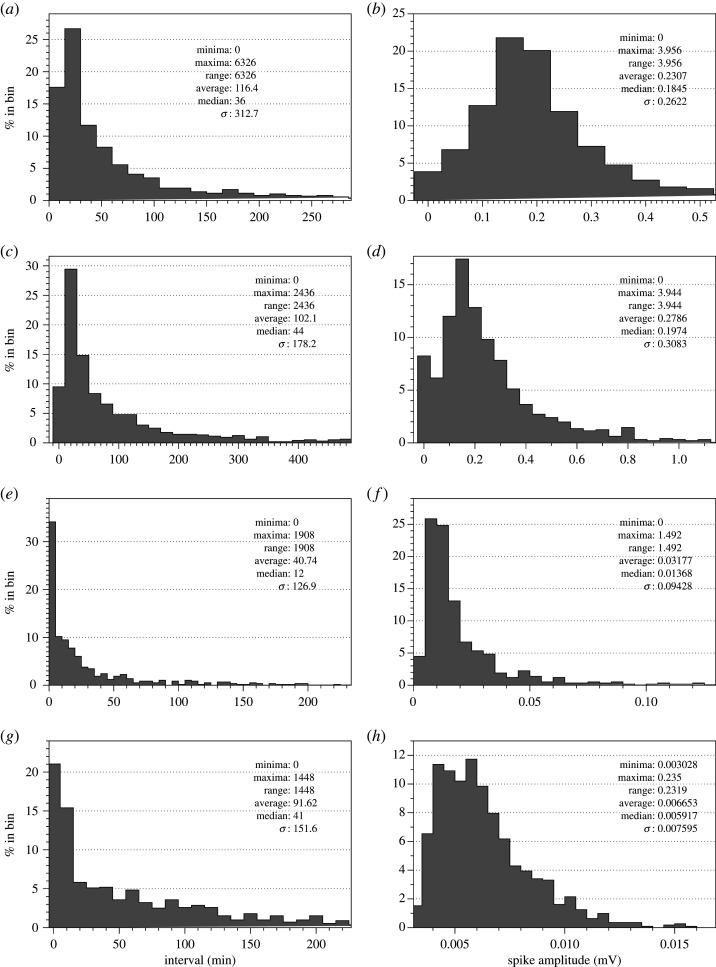 (a)
% in bin
25
20
15
10
5
0
0
50
100
150
200
250
minima: 0
maxima: 6326
range: 6326
average: 116.4
median: 36
σ: 312.7
(b)
25
20
15
10
5
0
0
0.1
0.2
0.3
0.4
0.5
minima: 0
maxima: 3.956
range: 3.956
average: 0.2307
median: 0.1845
σ: 0.2622
(c)
% in bin
30
25
20
15
10
5
0
0
100
200
300
400
minima: 0
maxima: 2436
range: 2436
average: 102.1
median: 44
σ: 178.2
(d)
15
10
5
0
0
0.2
0.4
0.6
0.8
1.0
minima: 0
maxima: 3.944
range: 3.944
average: 0.2786
median: 0.1974
σ: 0.3083
(e)
% in bin
30
20
10
0
0
50
100
150
200
minima: 0
maxima: 1908
range: 1908
average: 40.74
median: 12
σ: 126.9
(f)
25
20
15
10
5
0
0
0.05
0.10
minima: 0
maxima: 1.492
range: 1.492
average: 0.03177
median: 0.01368
σ: 0.09428
(g)
% in bin
20
15
10
5
0
0
50
100
150
200
interval (min)
minima: 0
maxima: 1448
range: 1448
average: 91.62
median: 41
σ: 151.6
(h)
12
10
8
6
4
2
0
0.005
0.010
0.015
spike amplitude (mV)
minima: 0.003028
maxima: 0.235
range: 0.2319
average: 0.006653
median: 0.005917
σ: 0.007595